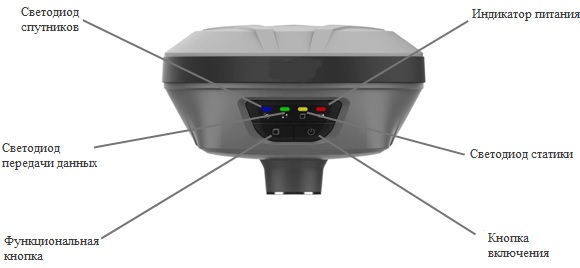 Светодиод
спутников
Индикатор питания
Светодиод
передачи данных
Светодиод статики
Функциональная
кнопка
Кнопка
включения